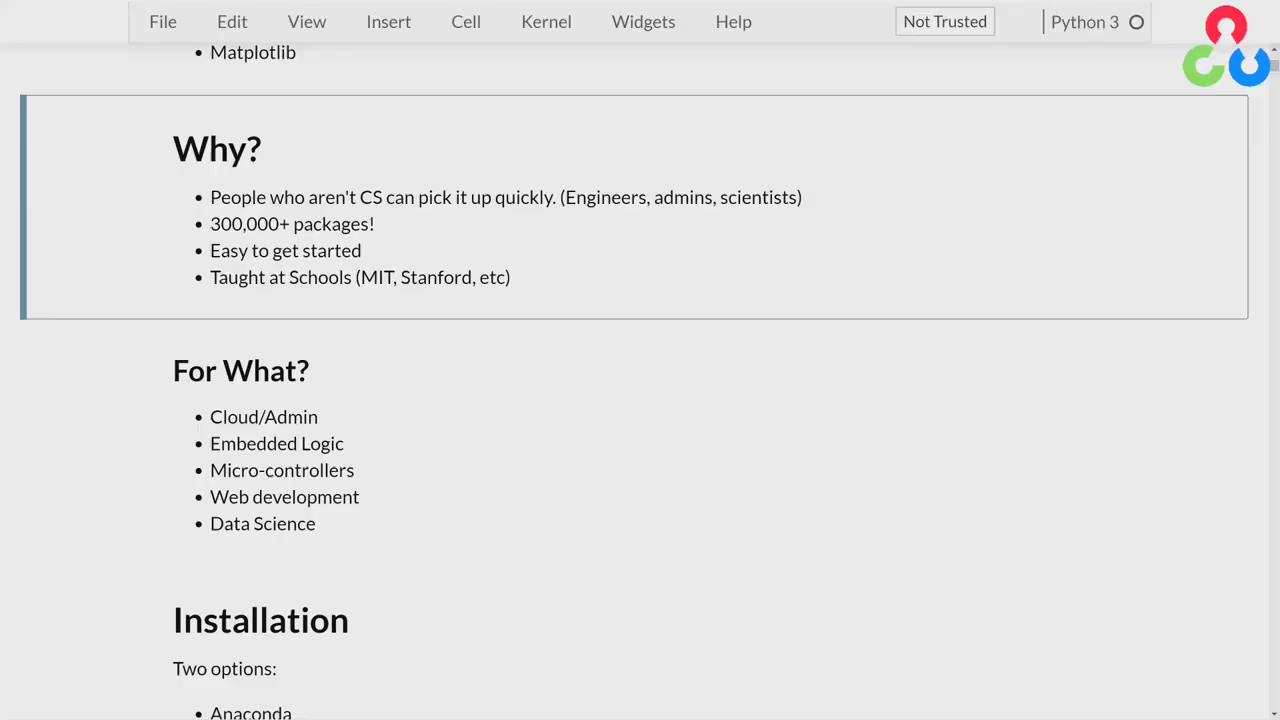 File Edit View Insert Cell Kernel Widgets Help Not Trusted Python 3
Matplotlib
Why?
People who aren't CS can pick it up quickly. (Engineers, admins, scientists)
300,000+ packages!
Easy to get started
Taught at Schools (MIT, Stanford, etc)
For What?
Cloud/Admin
Embedded Logic
Micro-controllers
Web development
Data Science
Installation
Two options:
Anaconda